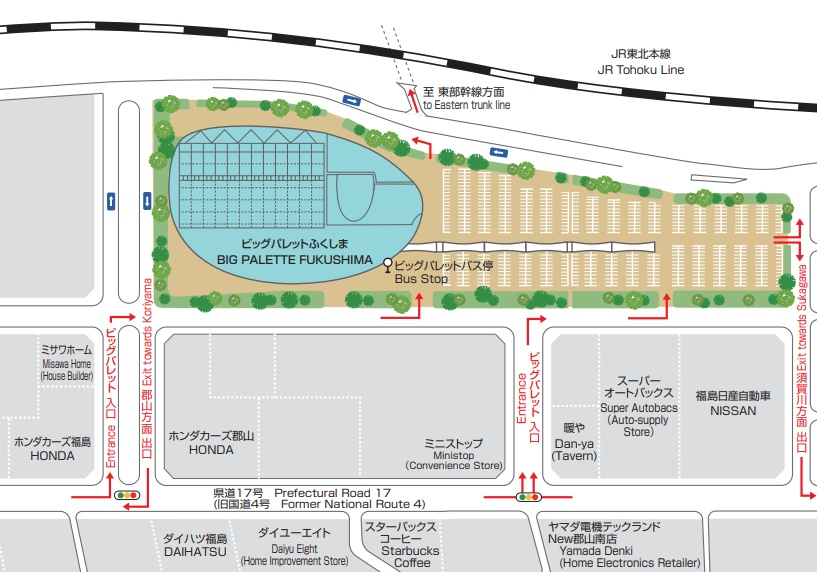 JR東北本線
JR Tohoku Line
至 東部幹線方面
to Eastern trunk line
ビッグパレットふくしま
BIG PALETTE FUKUSHIMA
ビッグパレットバス停
Bus Stop
ミサワホーム
Misawa Home
(House Builder)
ホンダカーズ福島
HONDA
Entrance
ビッグパレット 入口
Exit towards Koriyama
郡山方面 出口
ホンダカーズ郡山
HONDA
ミニストップ
Ministop
(Convenience Store)
Entrance
ビッグパレット 入口
暖や
Dan-ya
(Tavern)
スーパー
オートバックス
Super Autobacs
(Auto-supply
Store)
福島日産自動車
NISSAN
Exit towards Sukagawa
須賀川方面 出口
県道17号 Prefectural Road 17
(旧国道4号 Former National Route 4)
ダイハツ福島
DAIHATSU
ダイユーエイト
Daiyu Eight
(Home Improvement Store)
スターバックス
コーヒー
Starbucks
Coffee
ヤマダ電機テックランド
New郡山南店
Yamada Denki
(Home Electronics Retailer)